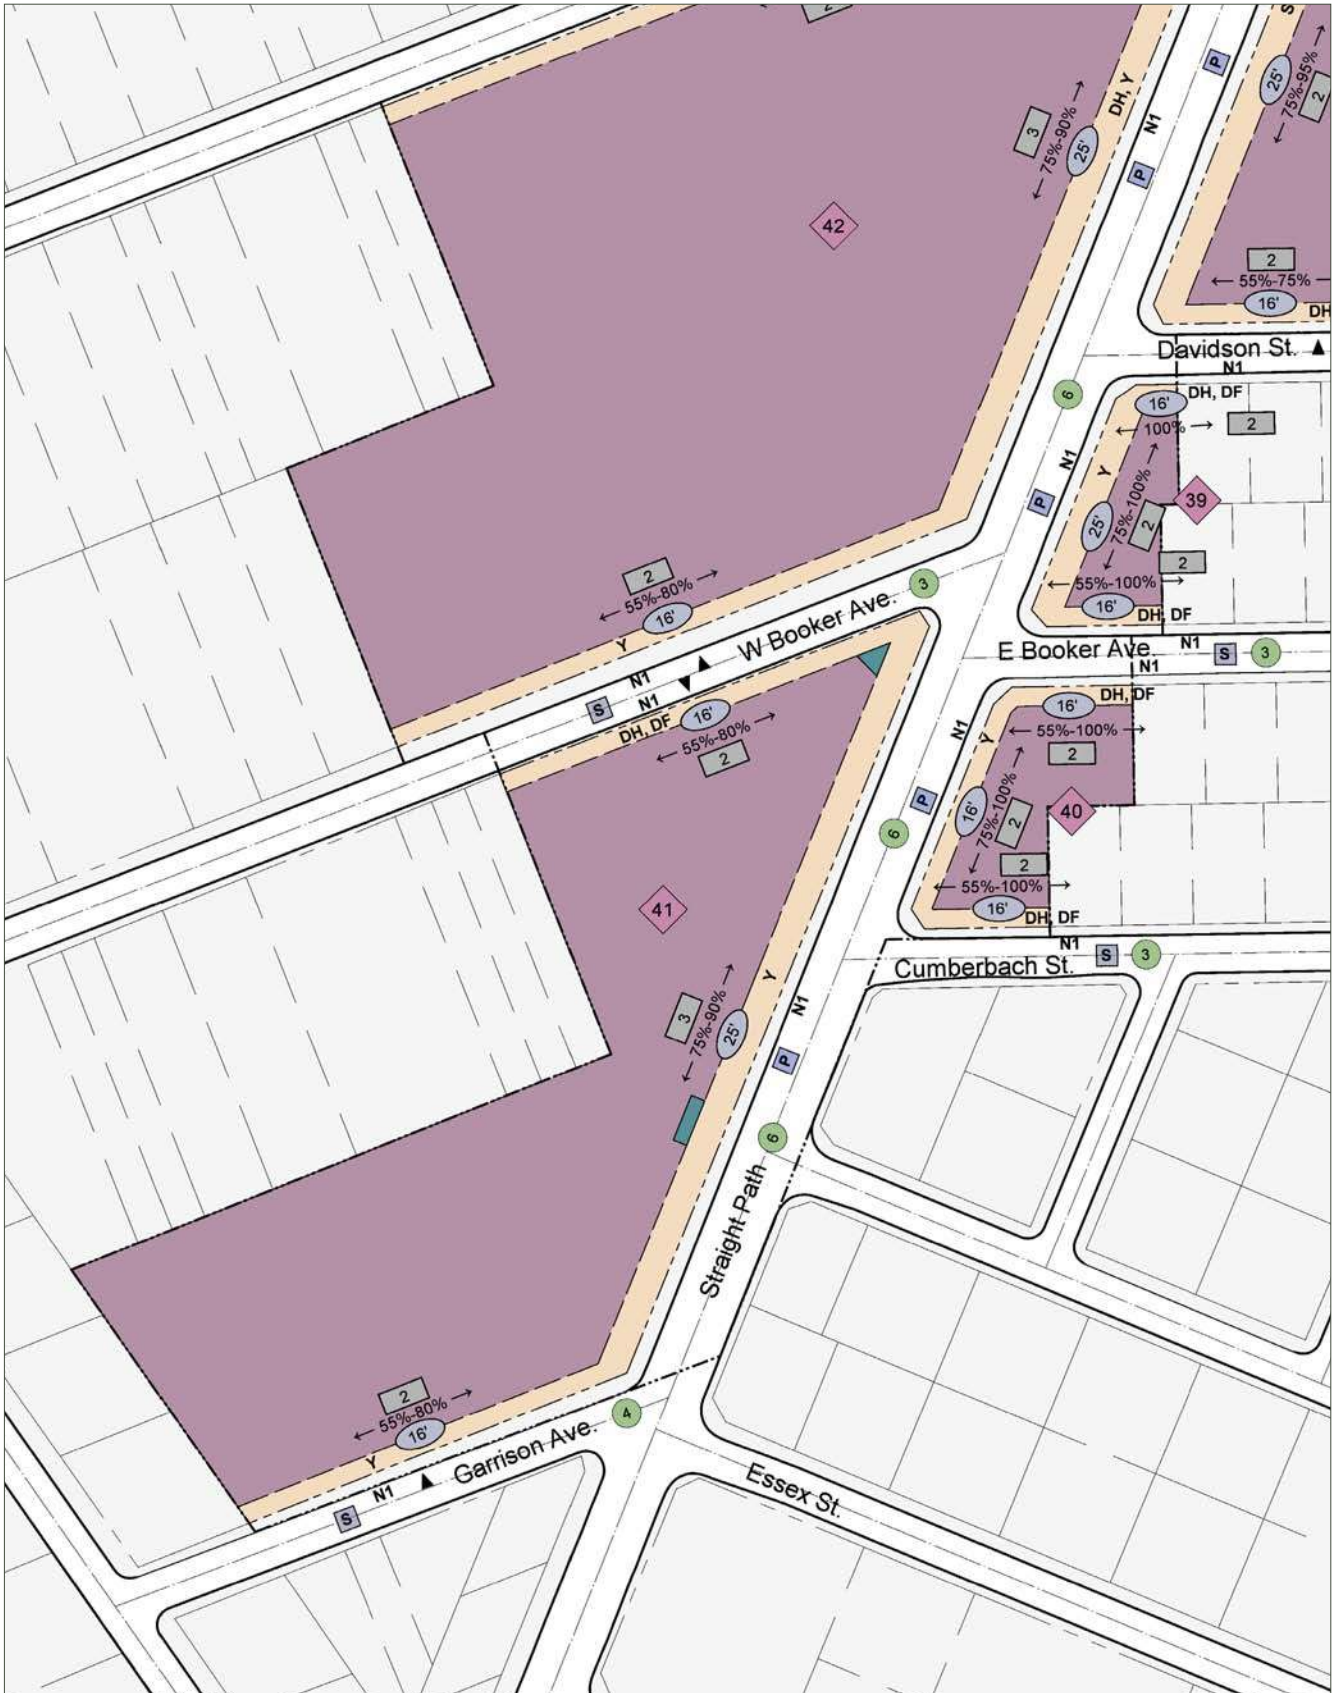 2
S
P
25'
75%-95%
2
DH, Y
3
75%-90%
25'
N1
P
42
2
55%-75%
16'
DH
Davidson St.
N1
6
16'
DH, DF
100%
2
N1
Y
P
75%-100%
25'
2
39
2
55%-100%
16'
DH, DF
2
55%-80%
16'
Y
3
W Booker Ave.
E Booker Ave.
N1
S
3
N1
N1
N1
S
16'
DH, DF
55%-80%
2
16'
DH, DF
55%-100%
2
N1
Y
P
16'
75%-100%
2
40
6
2
55%-100%
16'
DH, DF
N1
S
3
Cumberbach St.
41
Y
N1
3
75%-90%
25'
P
6
Straight Path
2
55%-80%
16'
Y
4
Garrison Ave.
N1
S
Essex St.